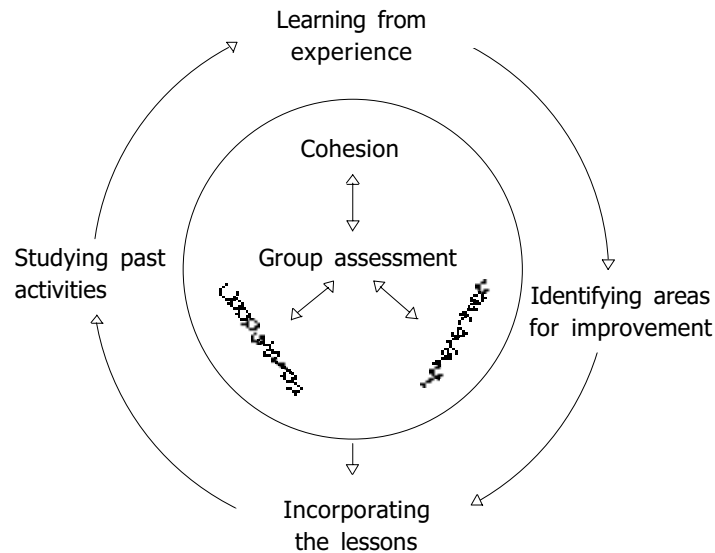 Learning from
experience
Cohesion
Studying past
activities
Group assessment
Identifying areas
for improvement
Incorporating
the lessons